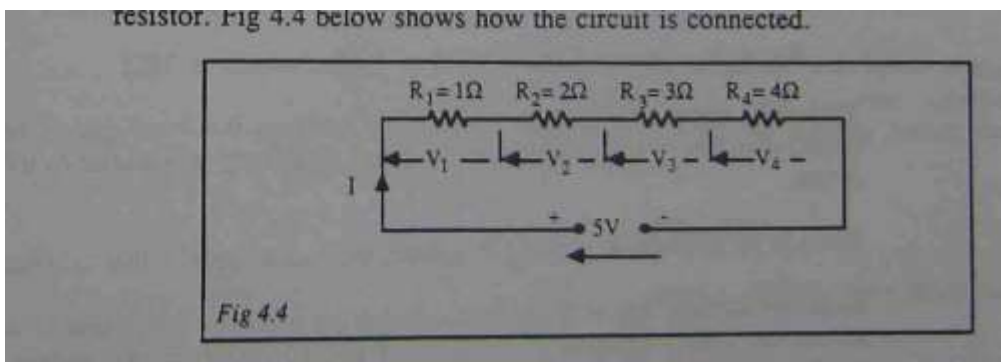 resistor. Fig 4.4 below shows how the circuit is connected.
R₁= 1Ω R₂= 2Ω R₃= 3Ω R₄= 4Ω
V₁ V₂ V₃ V₄
I
+ 5V -
Fig 4.4